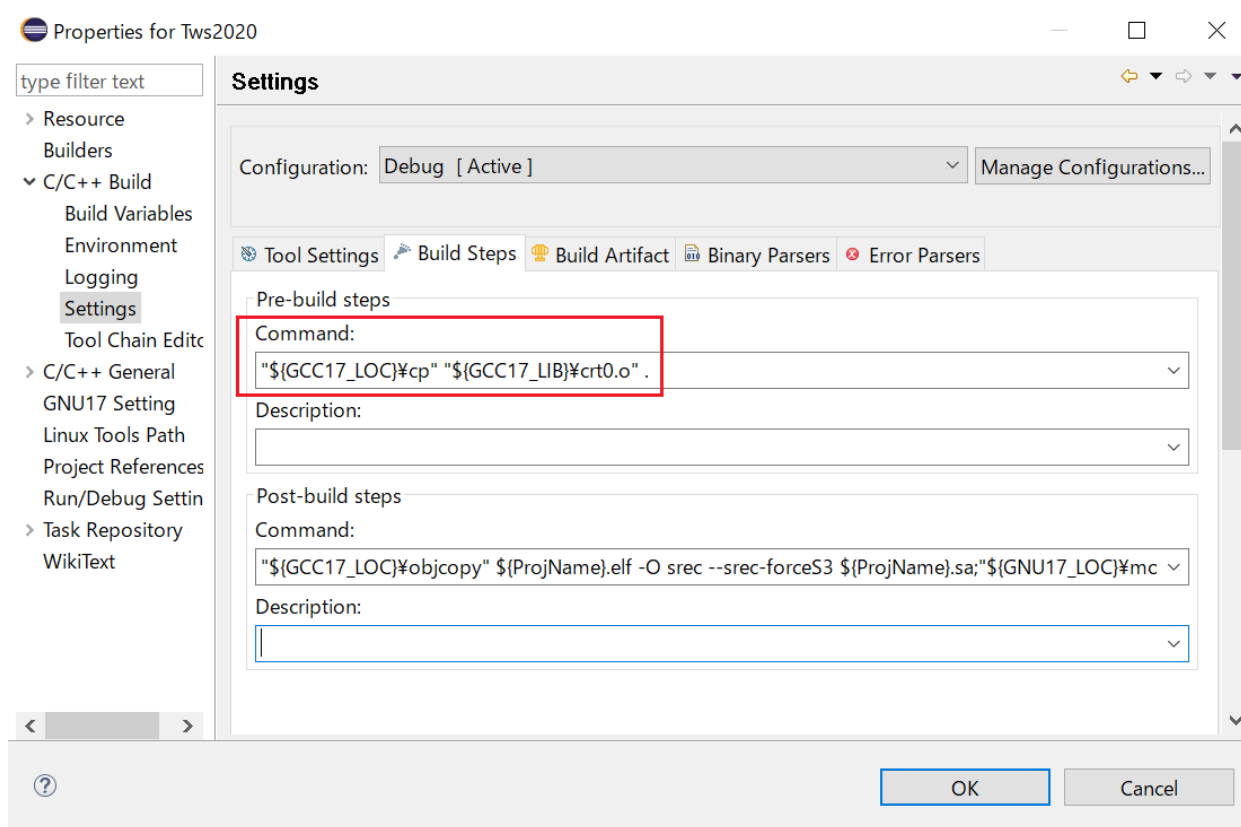 Properties for Tws2020
type filter text
Settings
Resource
Builders
C/C++ Build
Build Variables
Environment
Logging
Settings
Tool Chain Editc
C/C++ General
GNU17 Setting
Linux Tools Path
Project References
Run/Debug Settin
Task Repository
WikiText
Configuration: Debug [ Active ] Manage Configurations...
Tool Settings Build Steps Build Artifact Binary Parsers Error Parsers
Pre-build steps
Command:
"${GCC17_LOC}¥cp" "${GCC17_LIB}¥crt0.o" .
Description:
Post-build steps
Command:
"${GCC17_LOC}¥objcopy" ${ProjName}.elf -O srec --srec-forceS3 ${ProjName}.sa;"${GNU17_LOC}¥mc
Description:
OK Cancel